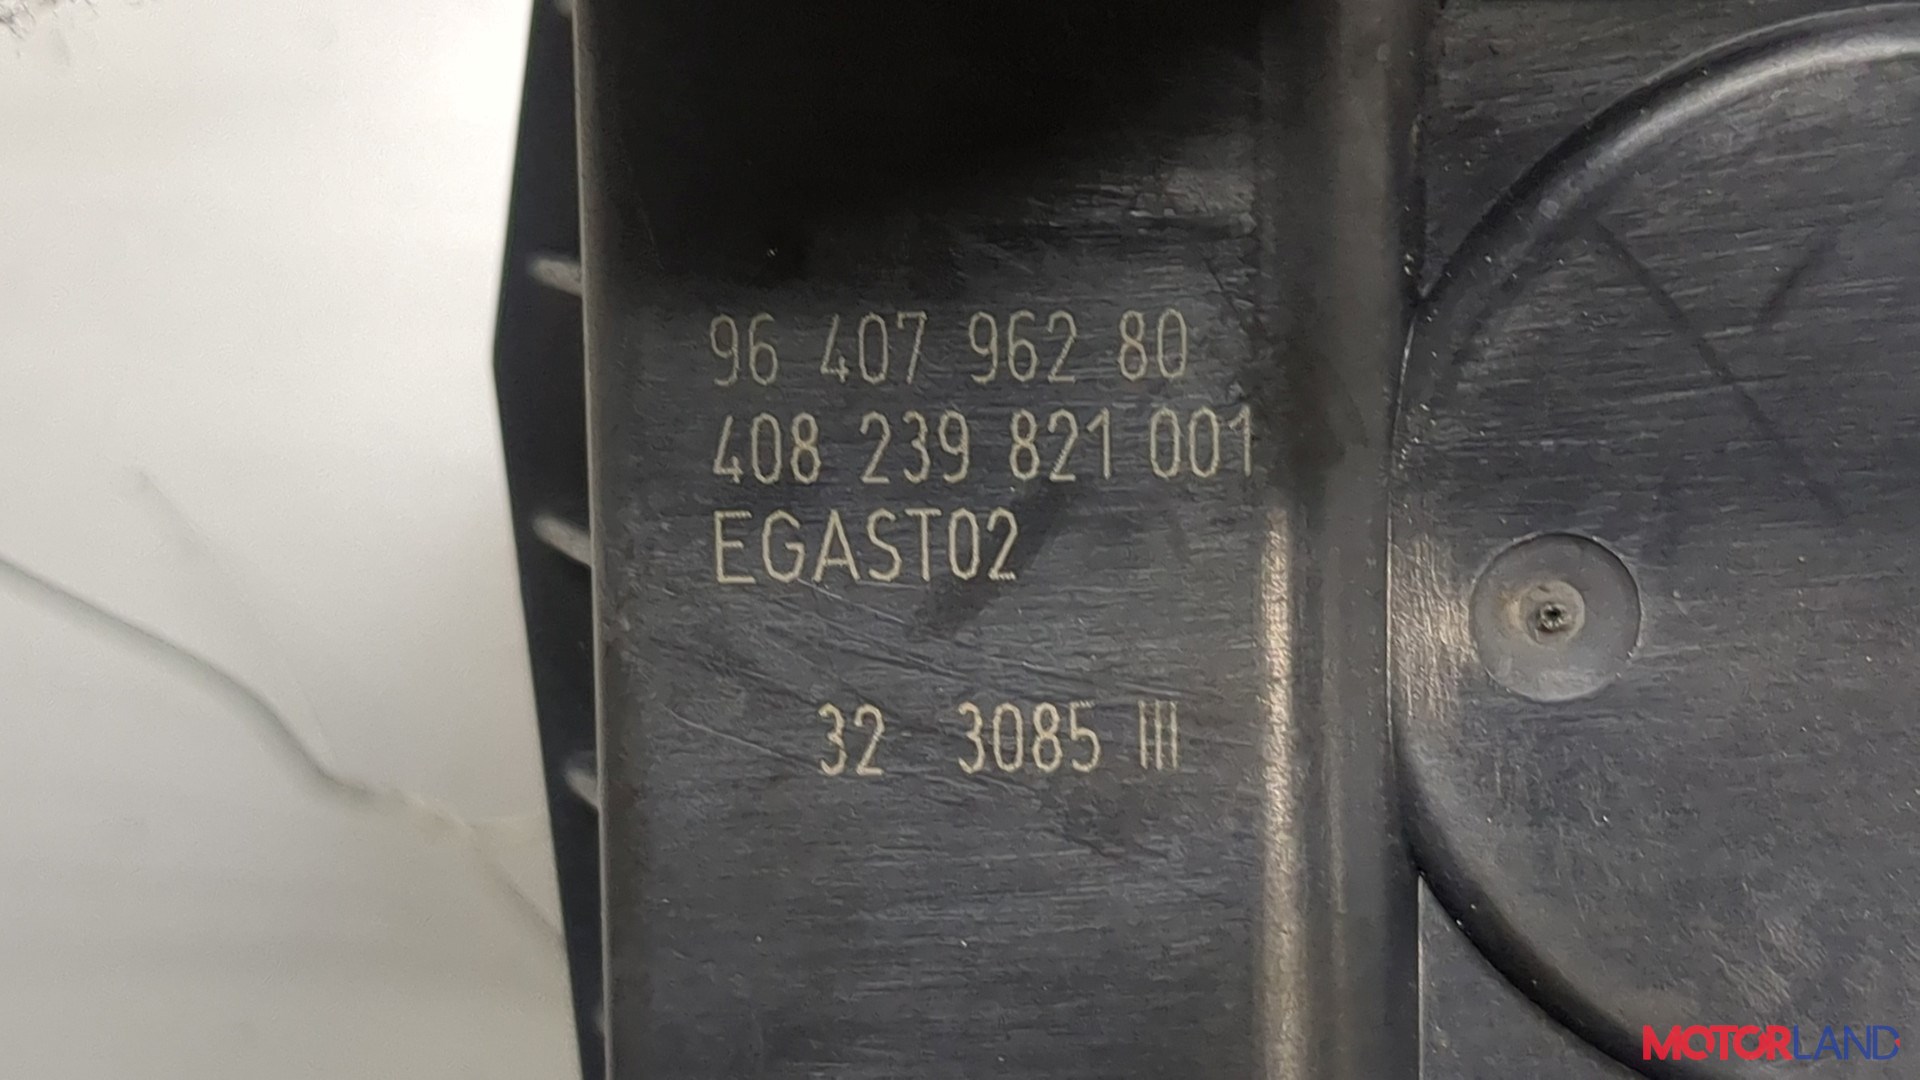 96 407 962 80
408 239 821 001
EGAST02
32 3085 III
MOTORLAND